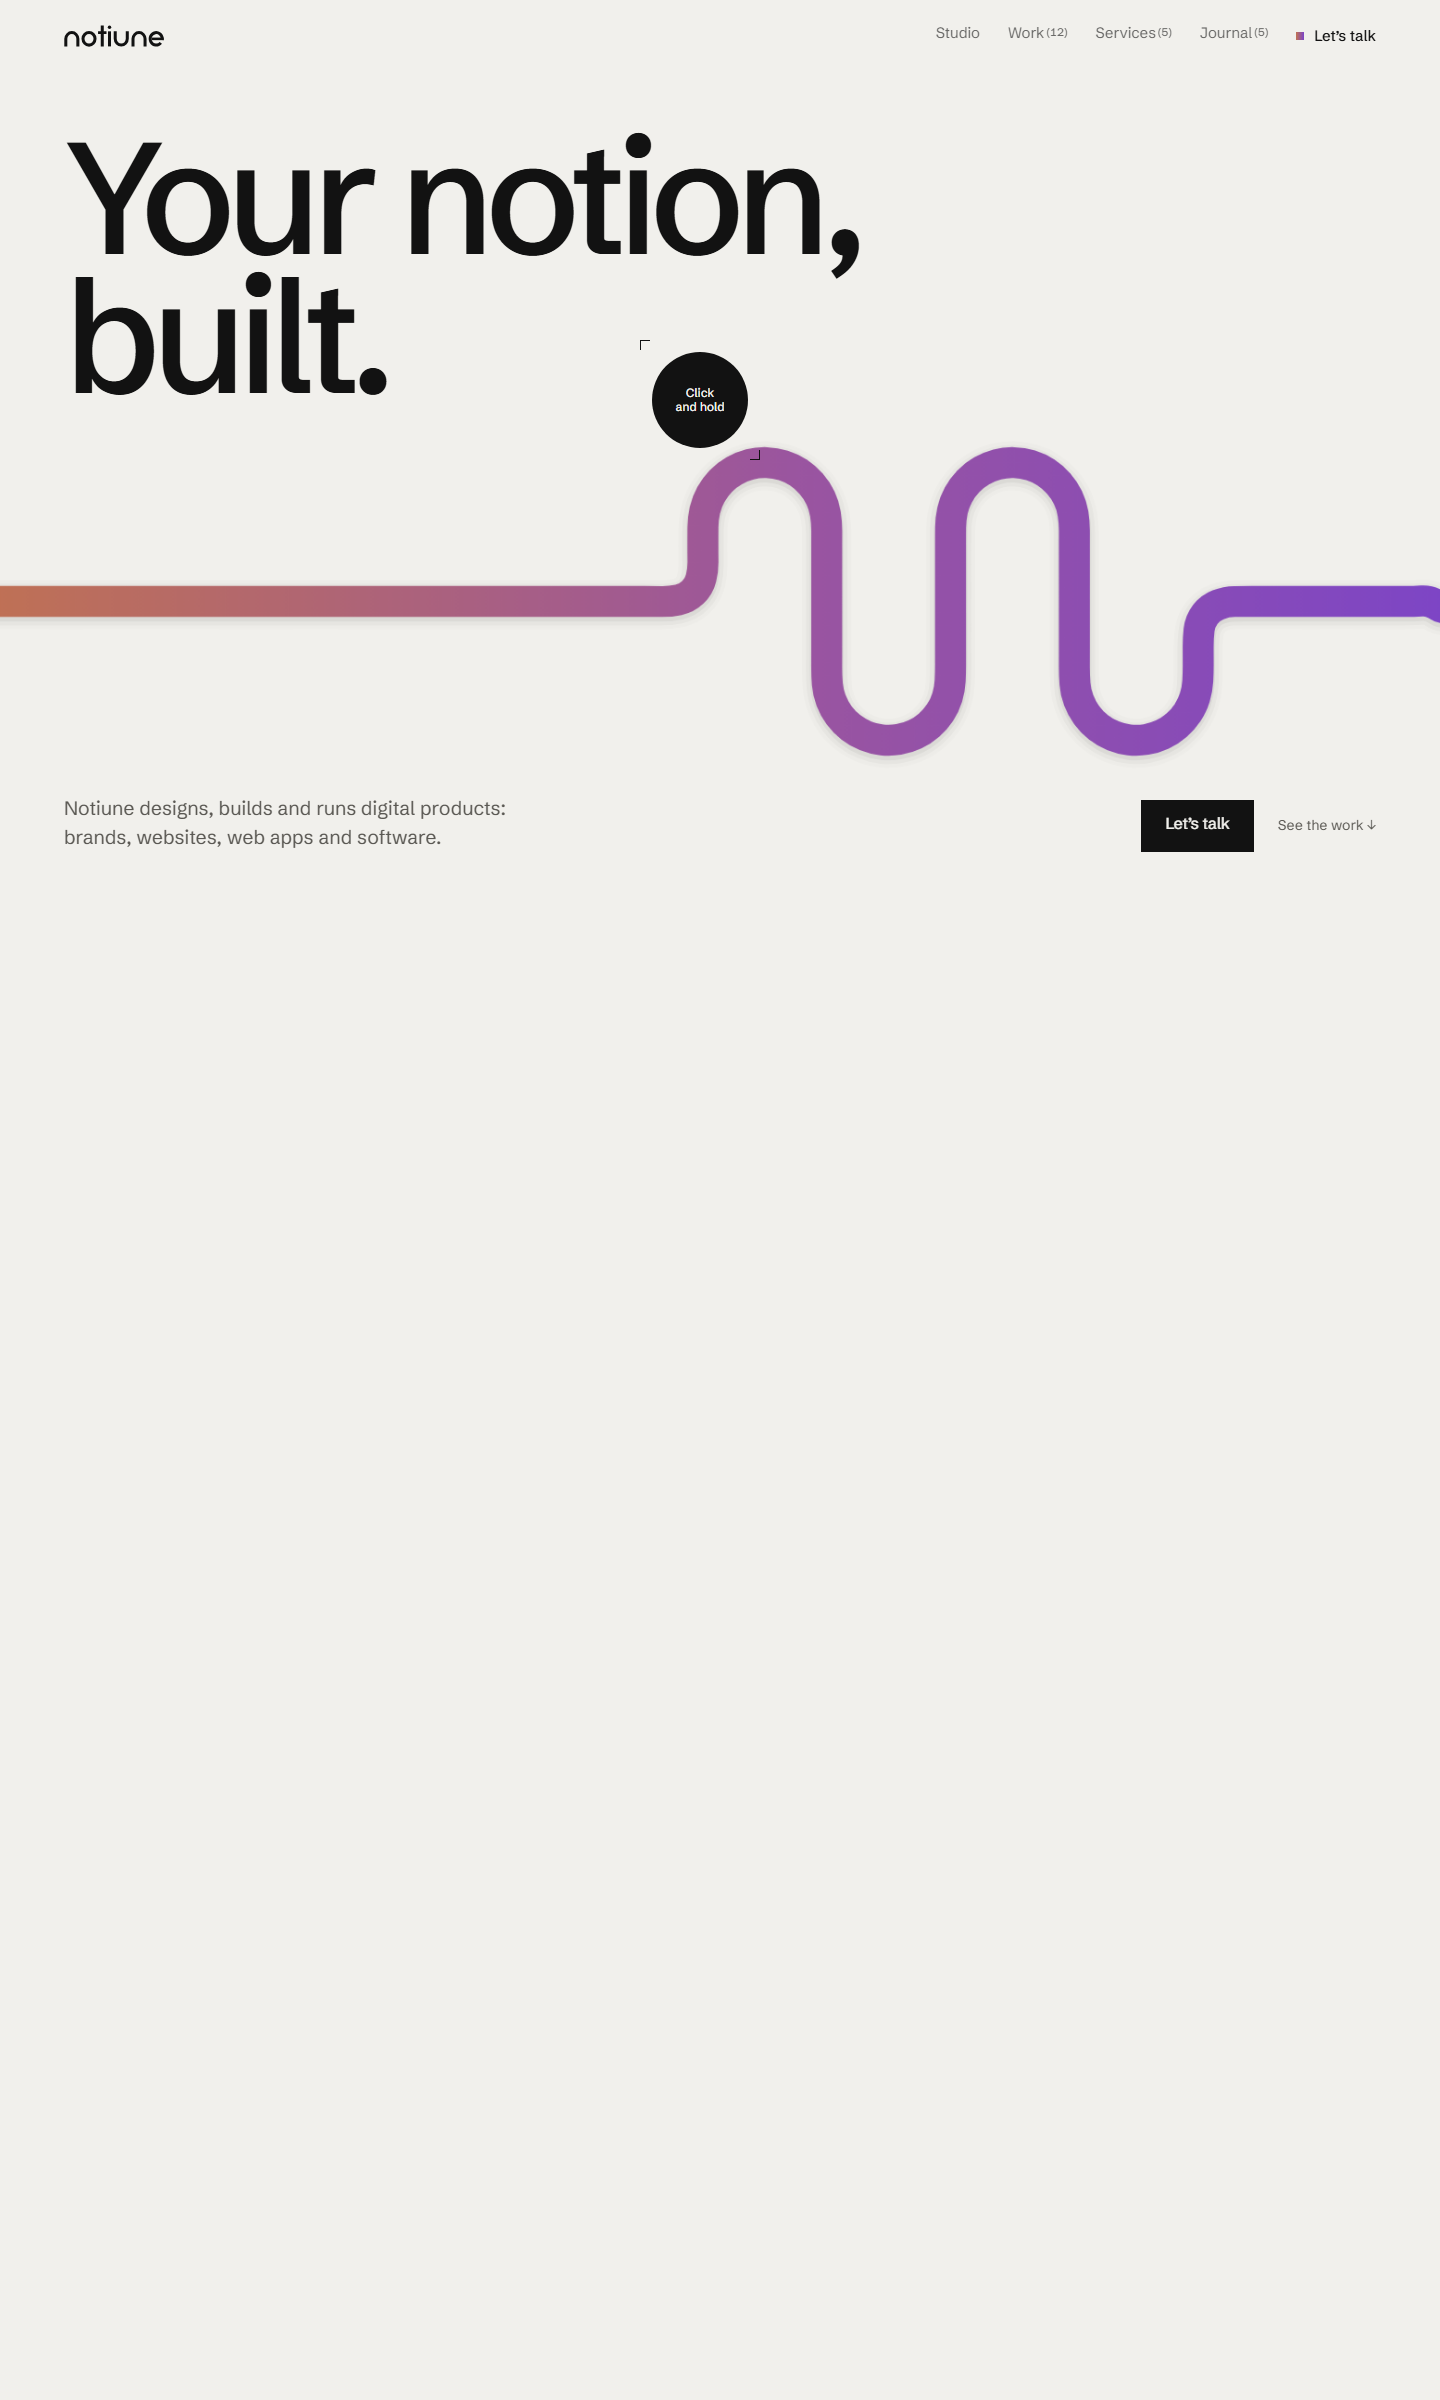 notiune
Studio Work (12) Services (5) Journal (5) Let’s talk
Your notion,
built.
Click
and hold
Notiune designs, builds and runs digital products:
brands, websites, web apps and software.
Let’s talk See the work ↓